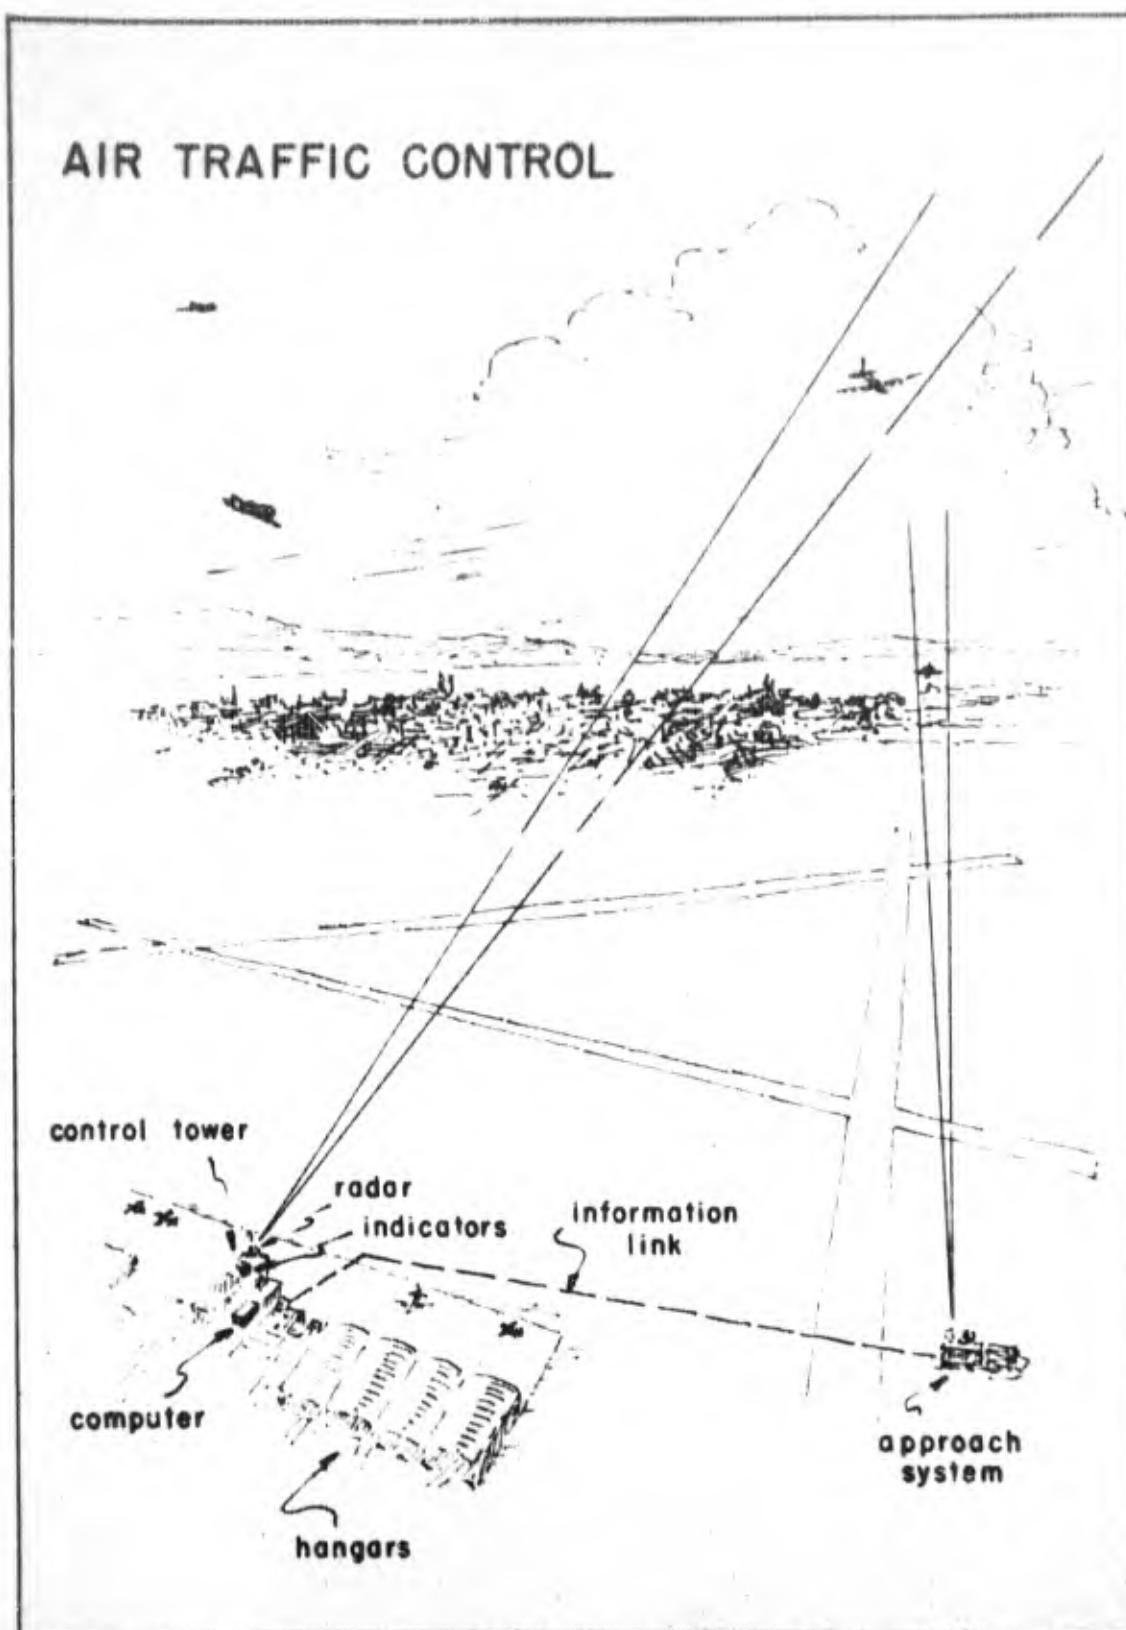 AIR TRAFFIC CONTROL
control tower
radar
indicators
information
link
computer
approach
system
hangars